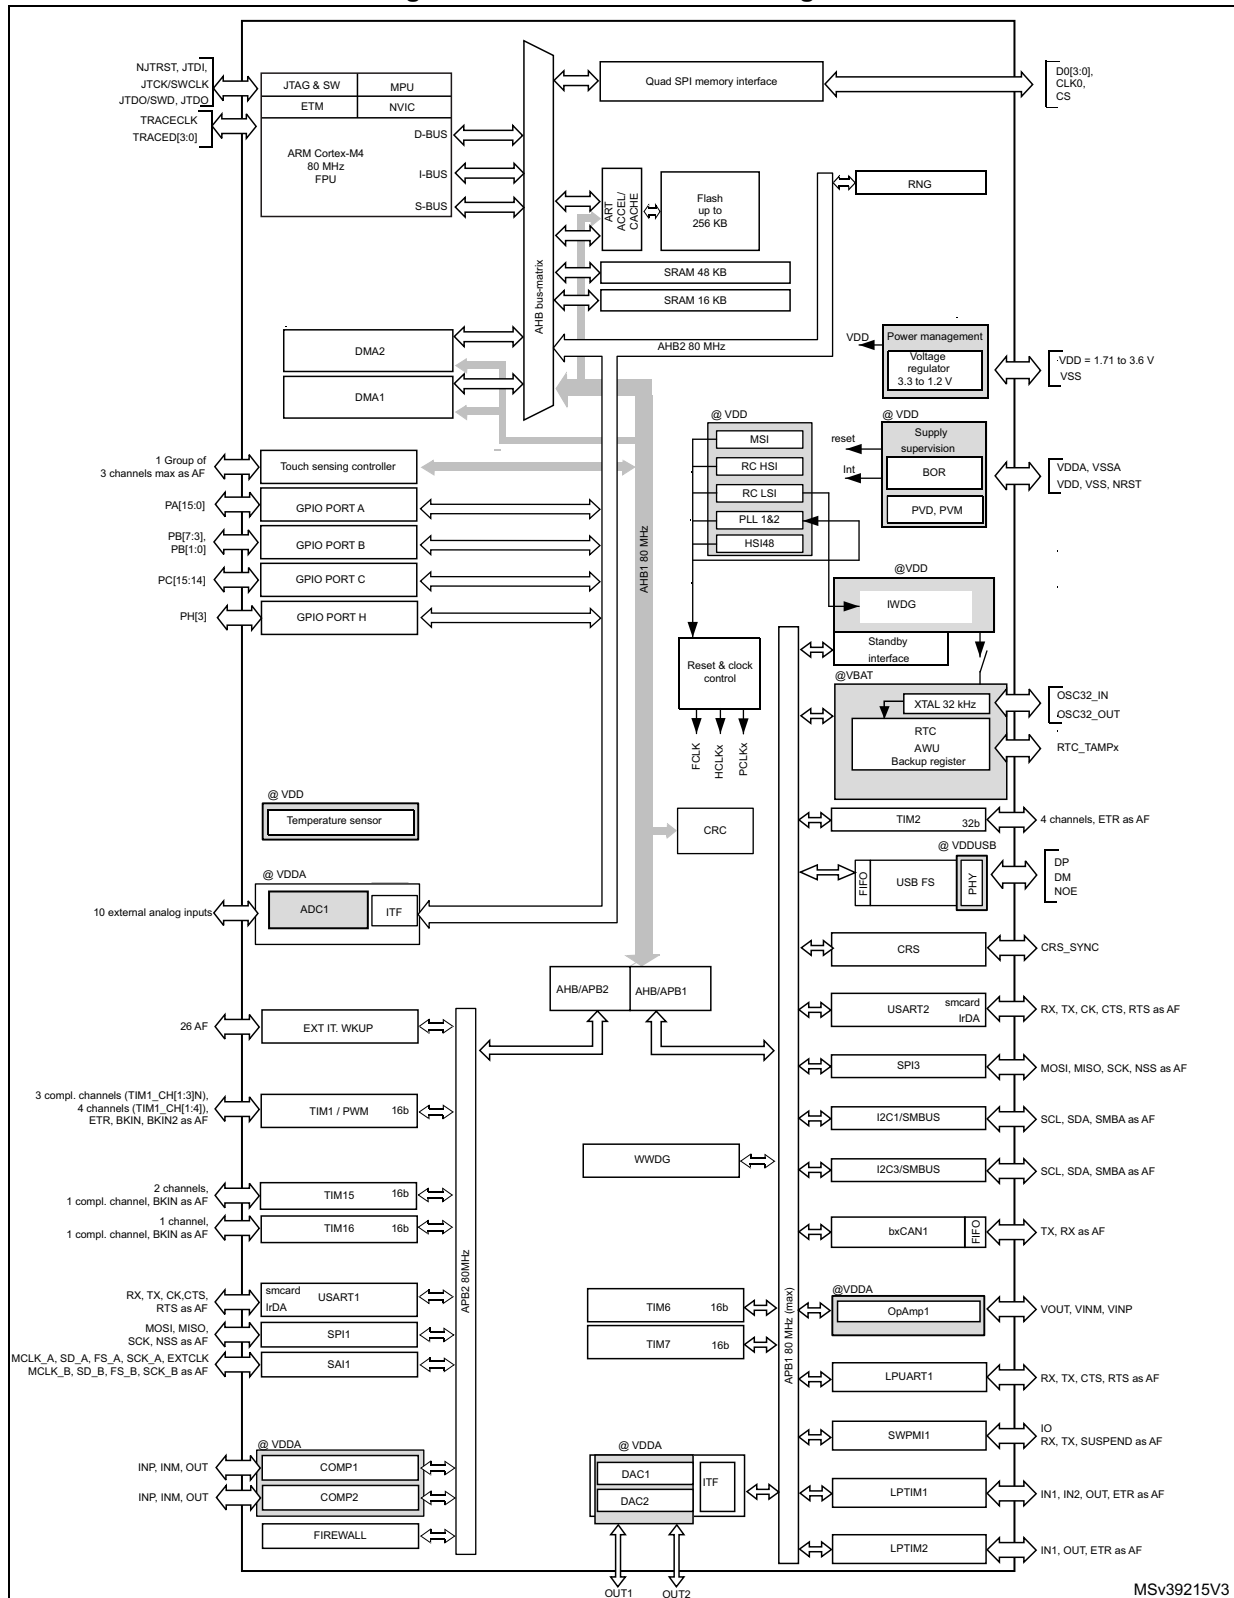 NJTRST, JTDI,
JTCK/SWCLK
JTDO/SWD, JTDO
TRACECLK
TRACED[3:0]
JTAG & SW
MPU
ETM
NVIC
ARM Cortex-M4
80 MHz
FPU
D-BUS
I-BUS
S-BUS
AHB bus-matrix
Quad SPI memory interface
D0[3:0],
CLK0,
CS
ART
ACCEL/
CACHE
Flash
up to
256 KB
RNG
SRAM 48 KB
SRAM 16 KB
AHB2 80 MHz
DMA2
DMA1
VDD
Power management
Voltage
regulator
3.3 to 1.2 V
VDD = 1.71 to 3.6 V
VSS
@ VDD
MSI
RC HSI
RC LSI
PLL 1&2
HSI48
@ VDD
reset
Int
Supply
supervision
BOR
PVD, PVM
VDDA, VSSA
VDD, VSS, NRST
1 Group of
3 channels max as AF
Touch sensing controller
PA[15:0]
GPIO PORT A
PB[7:3],
PB[1:0]
GPIO PORT B
PC[15:14]
GPIO PORT C
PH[3]
GPIO PORT H
AHB1 80 MHz
@VDD
IWDG
Standby
interface
Reset & clock
control
FCLK
HCLKx
PCLKx
@VBAT
XTAL 32 kHz
RTC
AWU
Backup register
OSC32_IN
OSC32_OUT
RTC_TAMPx
@ VDD
Temperature sensor
CRC
TIM2
32b
4 channels, ETR as AF
@ VDDUSB
FIFO
USB FS
PHY
DP
DM
NOE
@ VDDA
10 external analog inputs
ADC1
ITF
CRS
CRS_SYNC
AHB/APB2
AHB/APB1
USART2
smcard
IrDA
RX, TX, CK, CTS, RTS as AF
26 AF
EXT IT. WKUP
SPI3
MOSI, MISO, SCK, NSS as AF
3 compl. channels (TIM1_CH[1:3]N),
4 channels (TIM1_CH[1:4]),
ETR, BKIN, BKIN2 as AF
TIM1 / PWM
16b
I2C1/SMBUS
SCL, SDA, SMBA as AF
WWDG
I2C3/SMBUS
SCL, SDA, SMBA as AF
2 channels,
1 compl. channel, BKIN as AF
TIM15
16b
1 channel,
1 compl. channel, BKIN as AF
TIM16
16b
bxCAN1
FIFO
TX, RX as AF
APB2 80MHz
APB1 80 MHz (max)
RX, TX, CK,CTS,
RTS as AF
smcard
IrDA
USART1
TIM6
16b
@VDDA
OpAmp1
VOUT, VINM, VINP
MOSI, MISO,
SCK, NSS as AF
SPI1
TIM7
16b
MCLK_A, SD_A, FS_A, SCK_A, EXTCLK
MCLK_B, SD_B, FS_B, SCK_B as AF
SAI1
LPUART1
RX, TX, CTS, RTS as AF
SWPMI1
IO
RX, TX, SUSPEND as AF
@ VDDA
INP, INM, OUT
COMP1
INP, INM, OUT
COMP2
FIREWALL
@ VDDA
DAC1
DAC2
ITF
OUT1
OUT2
LPTIM1
IN1, IN2, OUT, ETR as AF
LPTIM2
IN1, OUT, ETR as AF
MSv39215V3